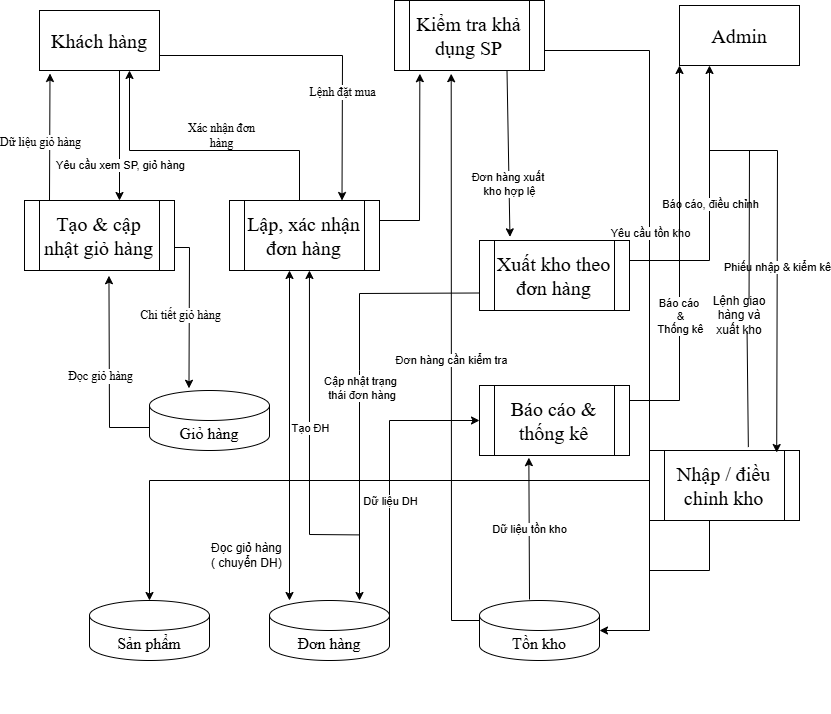 Khách hàng
Kiểm tra khả
dụng SP
Admin
Lệnh đặt mua
Dữ liệu giỏ hàng
Xác nhận đơn
hàng
Yêu cầu xem SP, giỏ hàng
Đơn hàng xuất
kho hợp lệ
Báo cáo, điều chỉnh
Tạo & cập
nhật giỏ hàng
Lập, xác nhận
đơn hàng
Yêu cầu tồn kho
Xuất kho theo
đơn hàng
Phiếu nhập & kiểm kê
Chi tiết giỏ hàng
Báo cáo
&
Thống kê
Lệnh giao
hàng và
xuất kho
Đơn hàng cần kiểm tra
Đọc giỏ hàng
Cập nhật trạng
thái đơn hàng
Giỏ hàng
Tạo ĐH
Báo cáo &
thống kê
Nhập / điều
chỉnh kho
Dữ liệu DH
Dữ liệu tồn kho
Đọc giỏ hàng
( chuyển DH)
Sản phẩm
Đơn hàng
Tồn kho